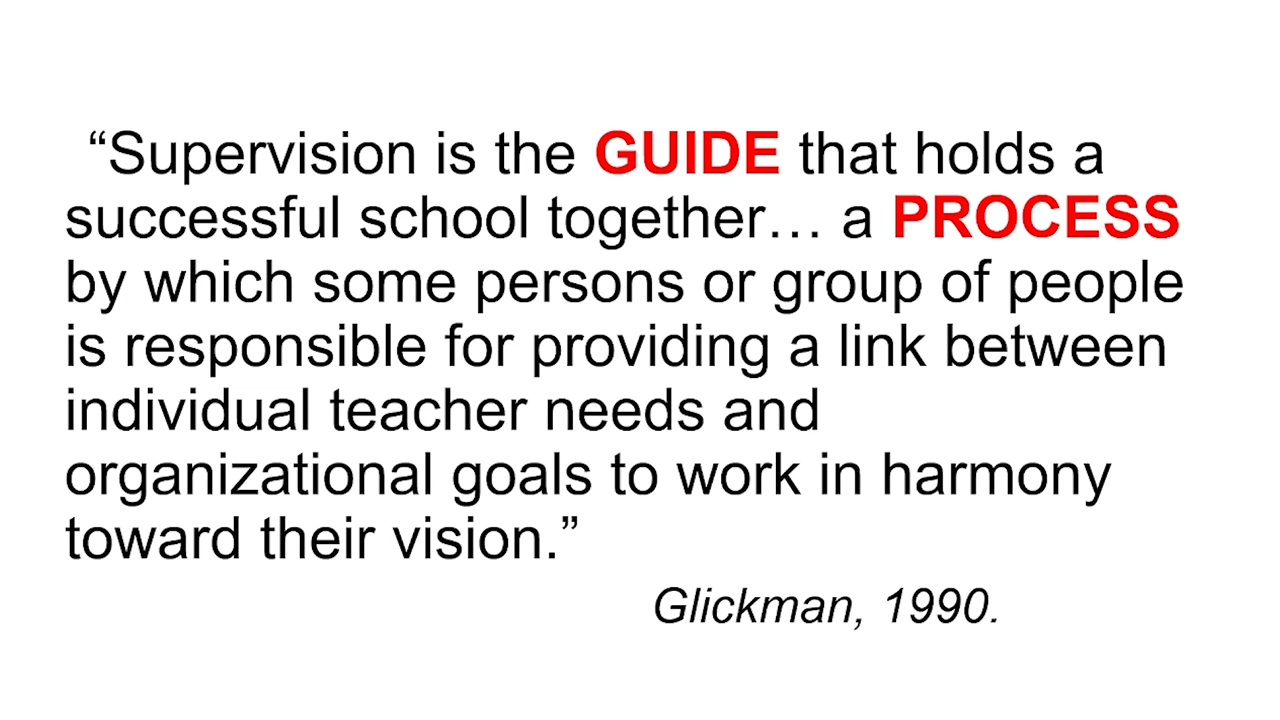 “Supervision is the GUIDE that holds a
successful school together… a PROCESS
by which some persons or group of people
is responsible for providing a link between
individual teacher needs and
organizational goals to work in harmony
toward their vision.”
Glickman, 1990.